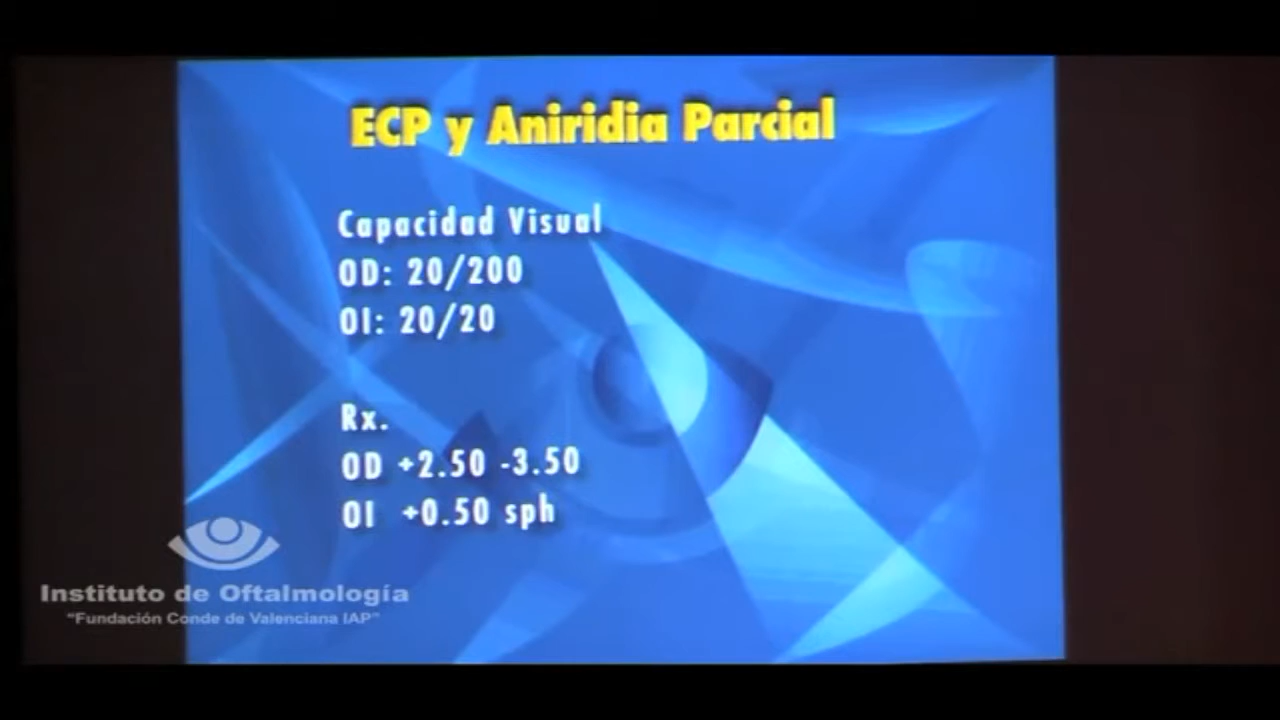 ECP y Aniridia Parcial
Capacidad Visual
OD: 20/200
OI: 20/20
Rx.
OD +2.50 -3.50
OI +0.50 sph
Instituto de Oftalmología
"Fundación Conde de Valenciana IAP"